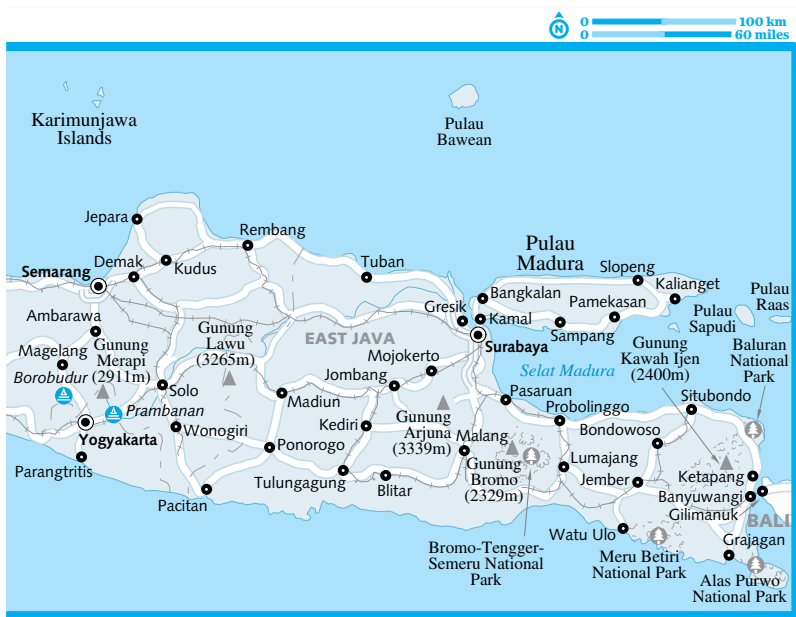 0 100 km
N
0 60 miles
Karimunjawa
Islands
Pulau
Bawean
Jepara
Rembang
Pulau
Madura
Demak
Kudus
Tuban
Slopeng
Semarang
Kalianget
Bangkalan
Pulau
Raas
Ambarawa
Gresik
Kamal
Pamekasan
Pulau
Sapudi
Gunung
Lawu
(3265m)
EAST JAVA
Sampang
Surabaya
Gunung
Kawah Ijen
(2400m)
Baluran
National
Park
Magelang
Gunung
Merapi
(2911m)
Mojokerto
Selat Madura
Borobudur
Solo
Jombang
Pasaruan
Situbondo
Prambanan
Madiun
Probolinggo
Yogyakarta
Wonogiri
Kediri
Gunung
Arjuna
(3339m)
Malang
Bondowoso
Ponorogo
Gunung
Bromo
(2329m)
Lumajang
Parangtritis
Tulungagung
Blitar
Jember
Ketapang
Banyuwangi
Gilimanuk
Pacitan
BALI
Watu Ulo
Grajagan
Bromo-Tengger-
Semeru National
Park
Meru Betiri
National Park
Alas Purwo
National Park